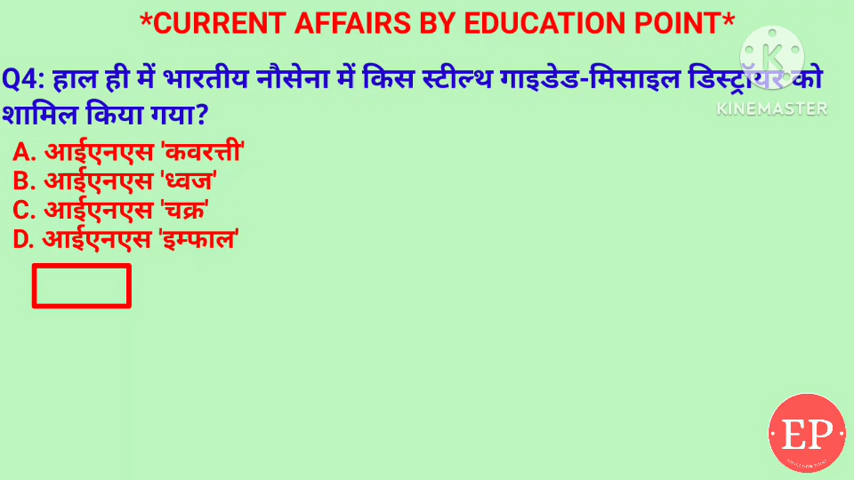 *CURRENT AFFAIRS BY EDUCATION POINT*
Q4: हाल ही में भारतीय नौसेना में किस स्टील्थ गाइडेड-मिसाइल डिस्ट्रॉयर को
शामिल किया गया?
KINEMASTER
A. आईएनएस 'कवरत्ती'
B. आईएनएस 'ध्वज'
C. आईएनएस 'चक्र'
D. आईएनएस 'इम्फाल'
EP